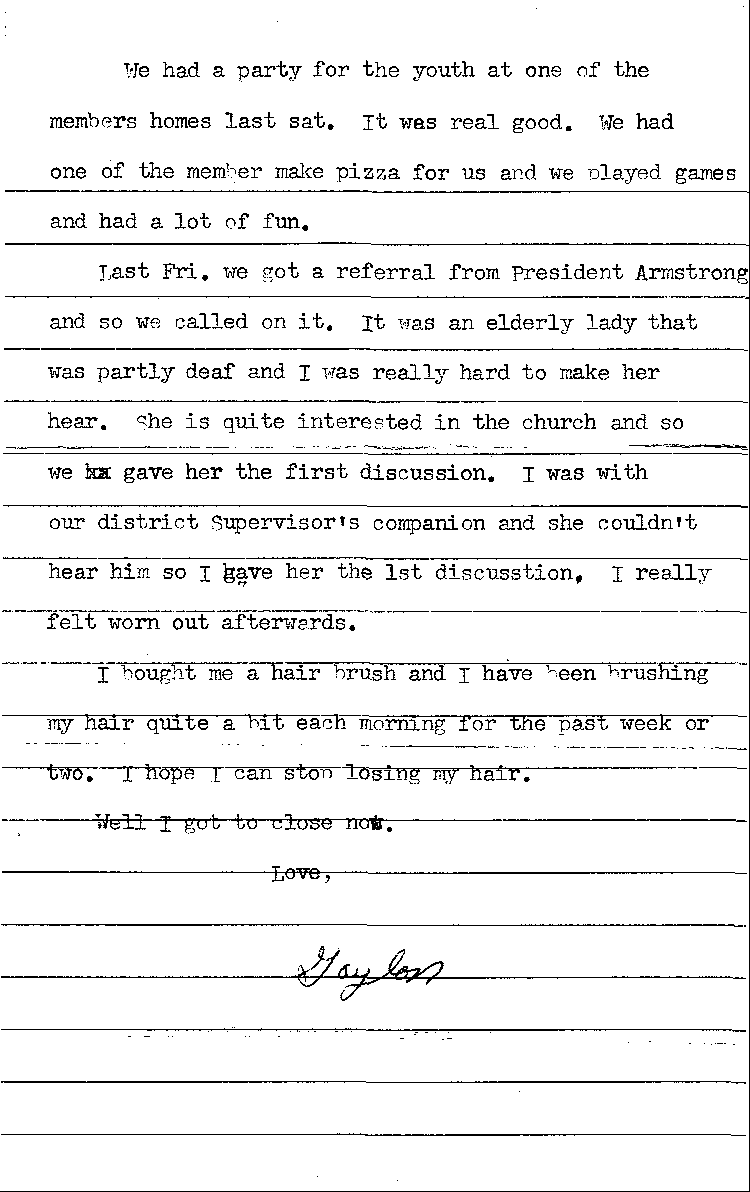 We had a party for the youth at one of the
members homes last sat. It was real good. We had
one of the member make pizza for us and we played games
and had a lot of fun.
Last Fri. we got a referral from President Armstrong
and so we called on it. It was an elderly lady that
was partly deaf and I was really hard to make her
hear. She is quite interested in the church and so
we gave her the first discussion. I was with
our district Supervisor's companion and she couldn't
hear him so I gave her the 1st discusstion, I really
felt worn out afterwards.
I bought me a hair brush and I have been brushing
my hair quite a bit each morning for the past week or
two. I hope I can stop losing my hair.
Well I got to close now.
Love,
Gaylon